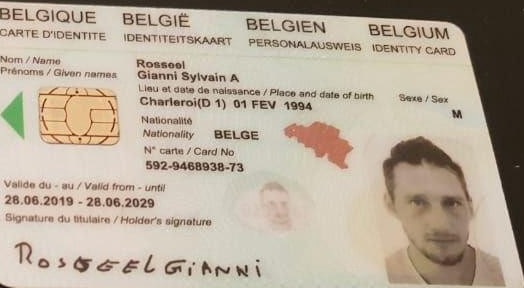 BELGIQUE BELGIË BELGIEN BELGIUM
CARTE D'IDENTITE IDENTITEITSKAART PERSONALAUSWEIS IDENTITY CARD
Nom / Name Rosseel
Prénoms / Given names Gianni Sylvain A
Lieu et date de naissance / Place and date of birth Sexe / Sex
Charleroi(D 1) 01 FEV 1994 M
Nationalité
Nationality BELGE
N° carte / Card No
592-9468938-73
Valide du - au / Valid from - until
28.06.2019 - 28.06.2029
Signature du titulaire / Holder's signature
ROSSEEL GIANNI